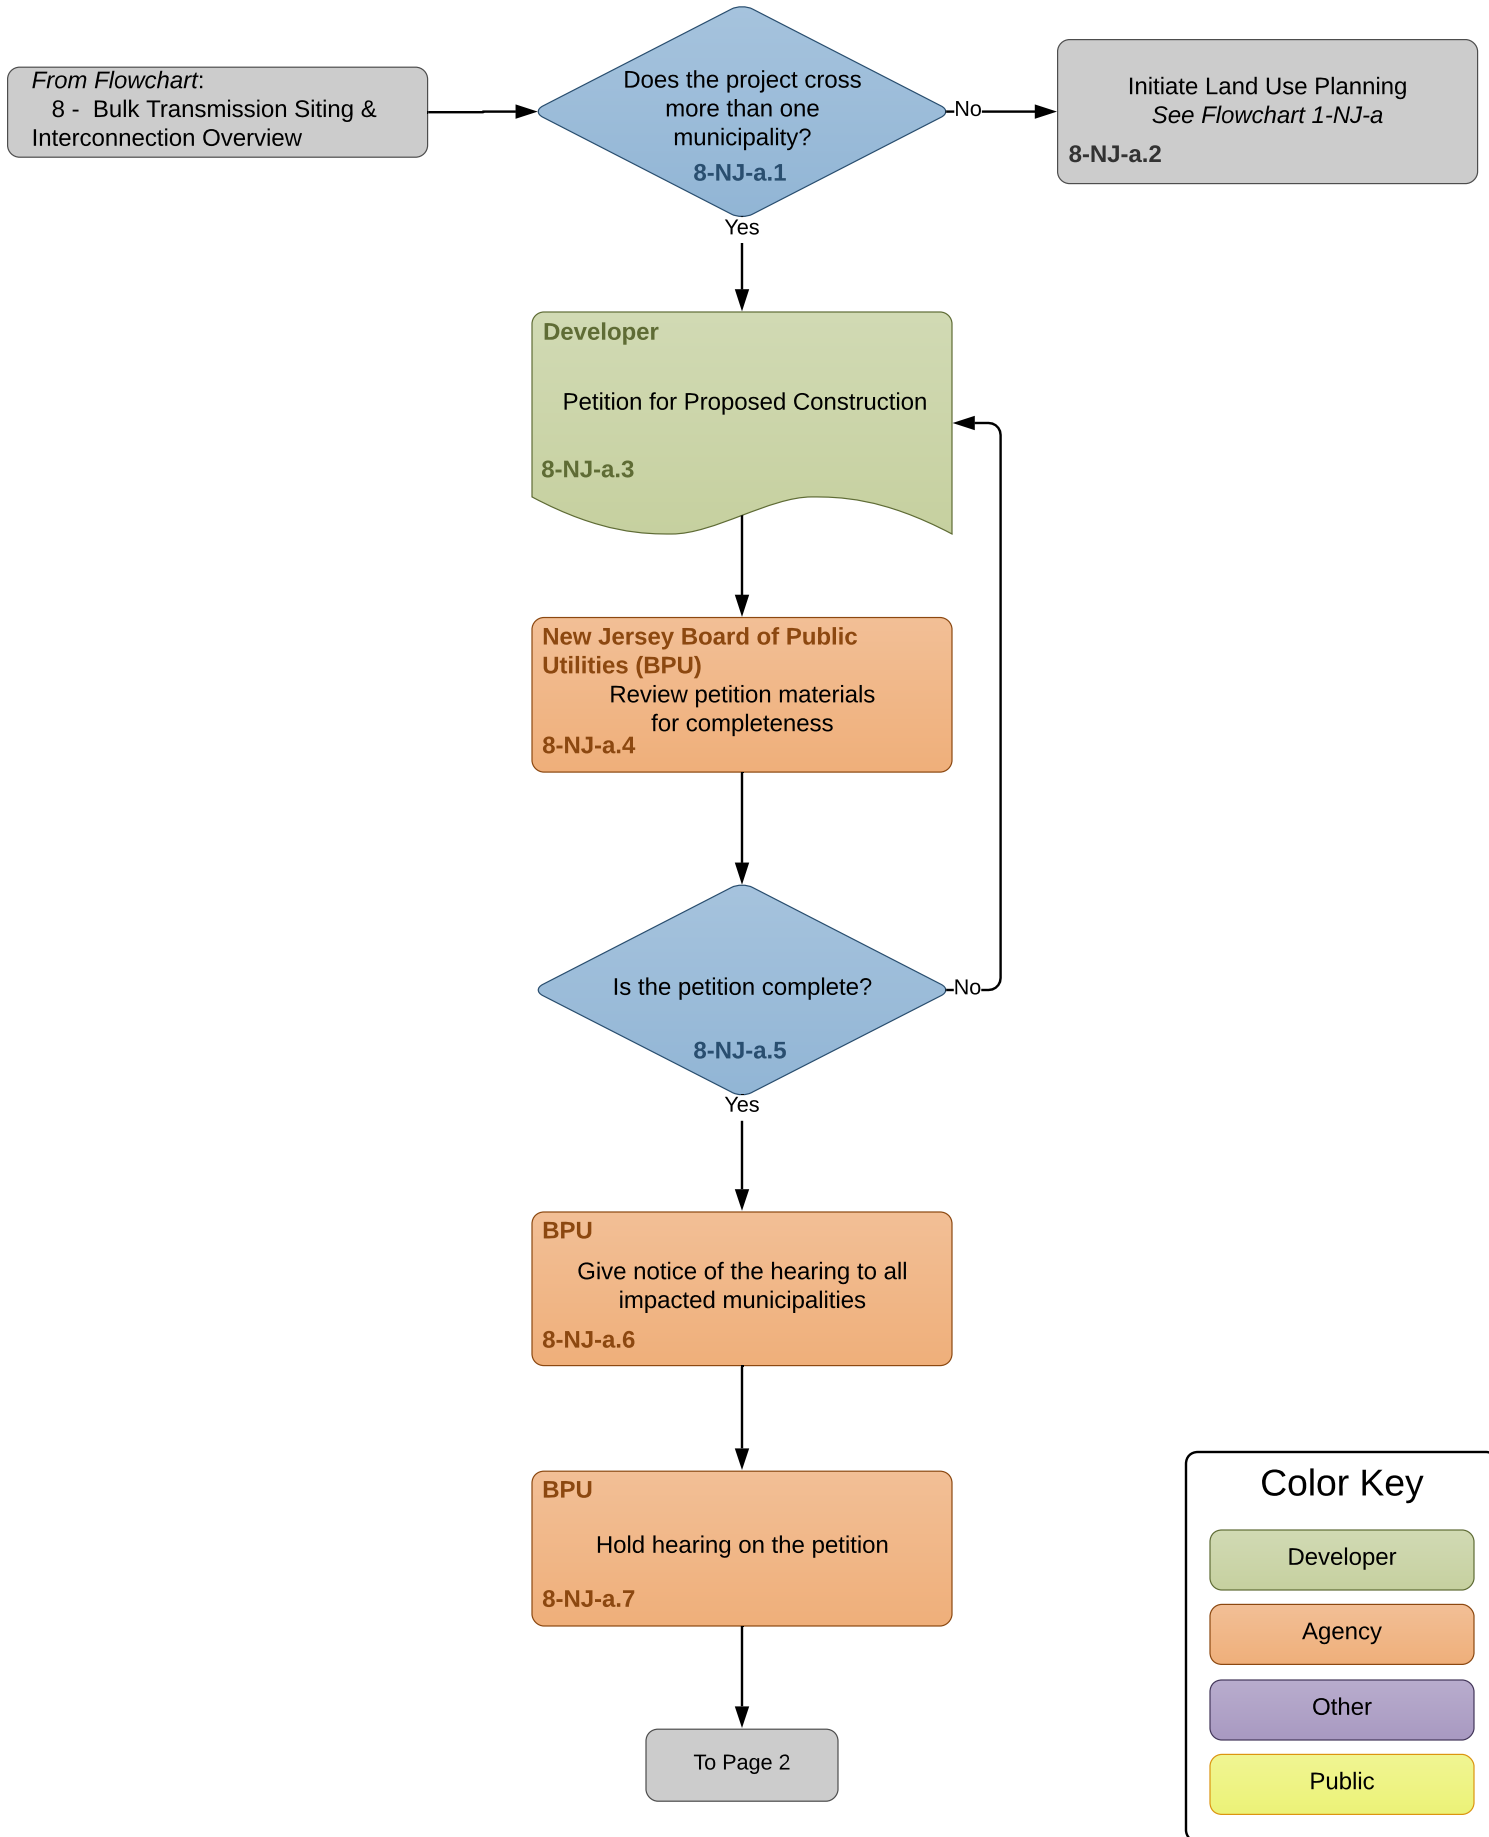 From Flowchart:
8 - Bulk Transmission Siting &
Interconnection Overview
Does the project cross
more than one
municipality?
8-NJ-a.1
No
Initiate Land Use Planning
See Flowchart 1-NJ-a
8-NJ-a.2
Yes
Developer
Petition for Proposed Construction
8-NJ-a.3
New Jersey Board of Public
Utilities (BPU)
Review petition materials
for completeness
8-NJ-a.4
Is the petition complete?
No
8-NJ-a.5
Yes
BPU
Give notice of the hearing to all
impacted municipalities
8-NJ-a.6
BPU
Hold hearing on the petition
8-NJ-a.7
To Page 2
Color Key
Developer
Agency
Other
Public